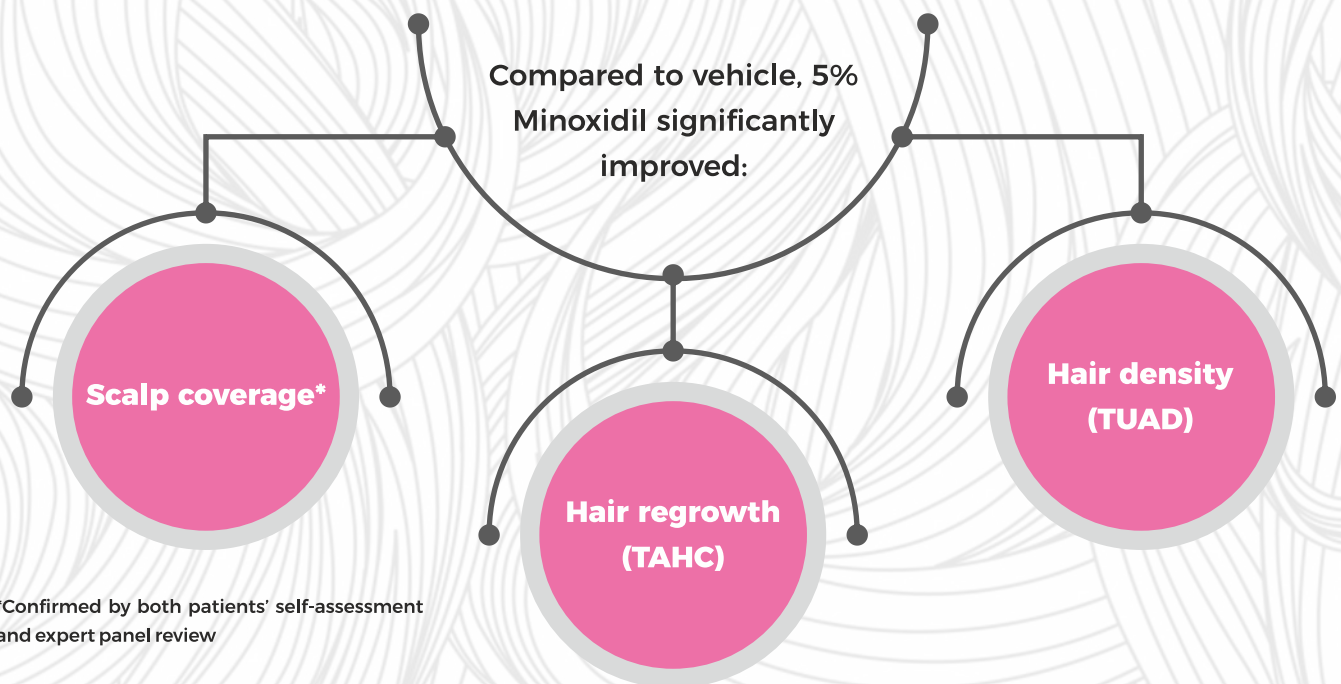 Compared to vehicle, 5%
Minoxidil significantly
improved:
Scalp coverage*
Hair regrowth
(TAHC)
Hair density
(TUAD)
*Confirmed by both patients’ self-assessment
and expert panel review